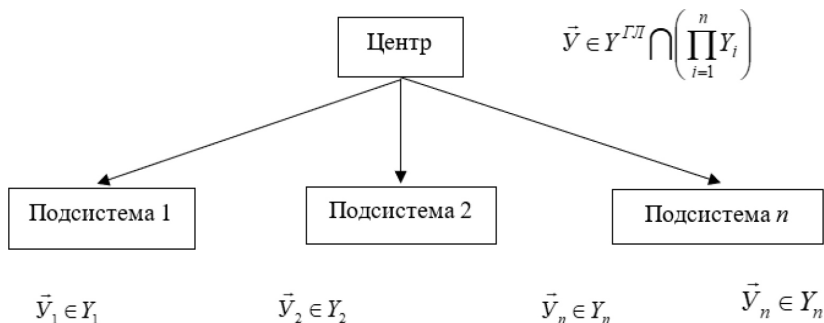 Центр
$\vec{У} \in Y^{ГЛ} \bigcap \left( \prod_{i=1}^{n} Y_i \right)$
Подсистема 1
Подсистема 2
Подсистема n
$\vec{У}_1 \in Y_1$
$\vec{У}_2 \in Y_2$
$\vec{У}_n \in Y_n$
$\vec{У}_n \in Y_n$